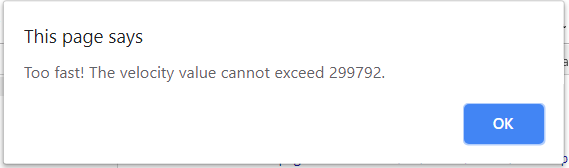 This page says
Too fast! The velocity value cannot exceed 299792.
OK